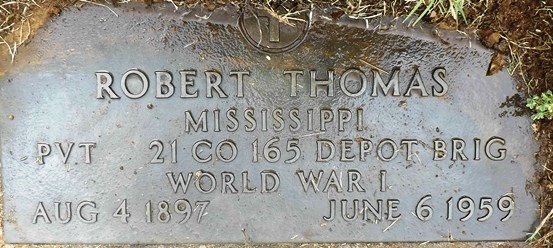 ROBERT THOMAS
MISSISSIPPI
PVT 21 CO 165 DEPOT BRIG
WORLD WAR I
AUG 4 1897 JUNE 6 1959